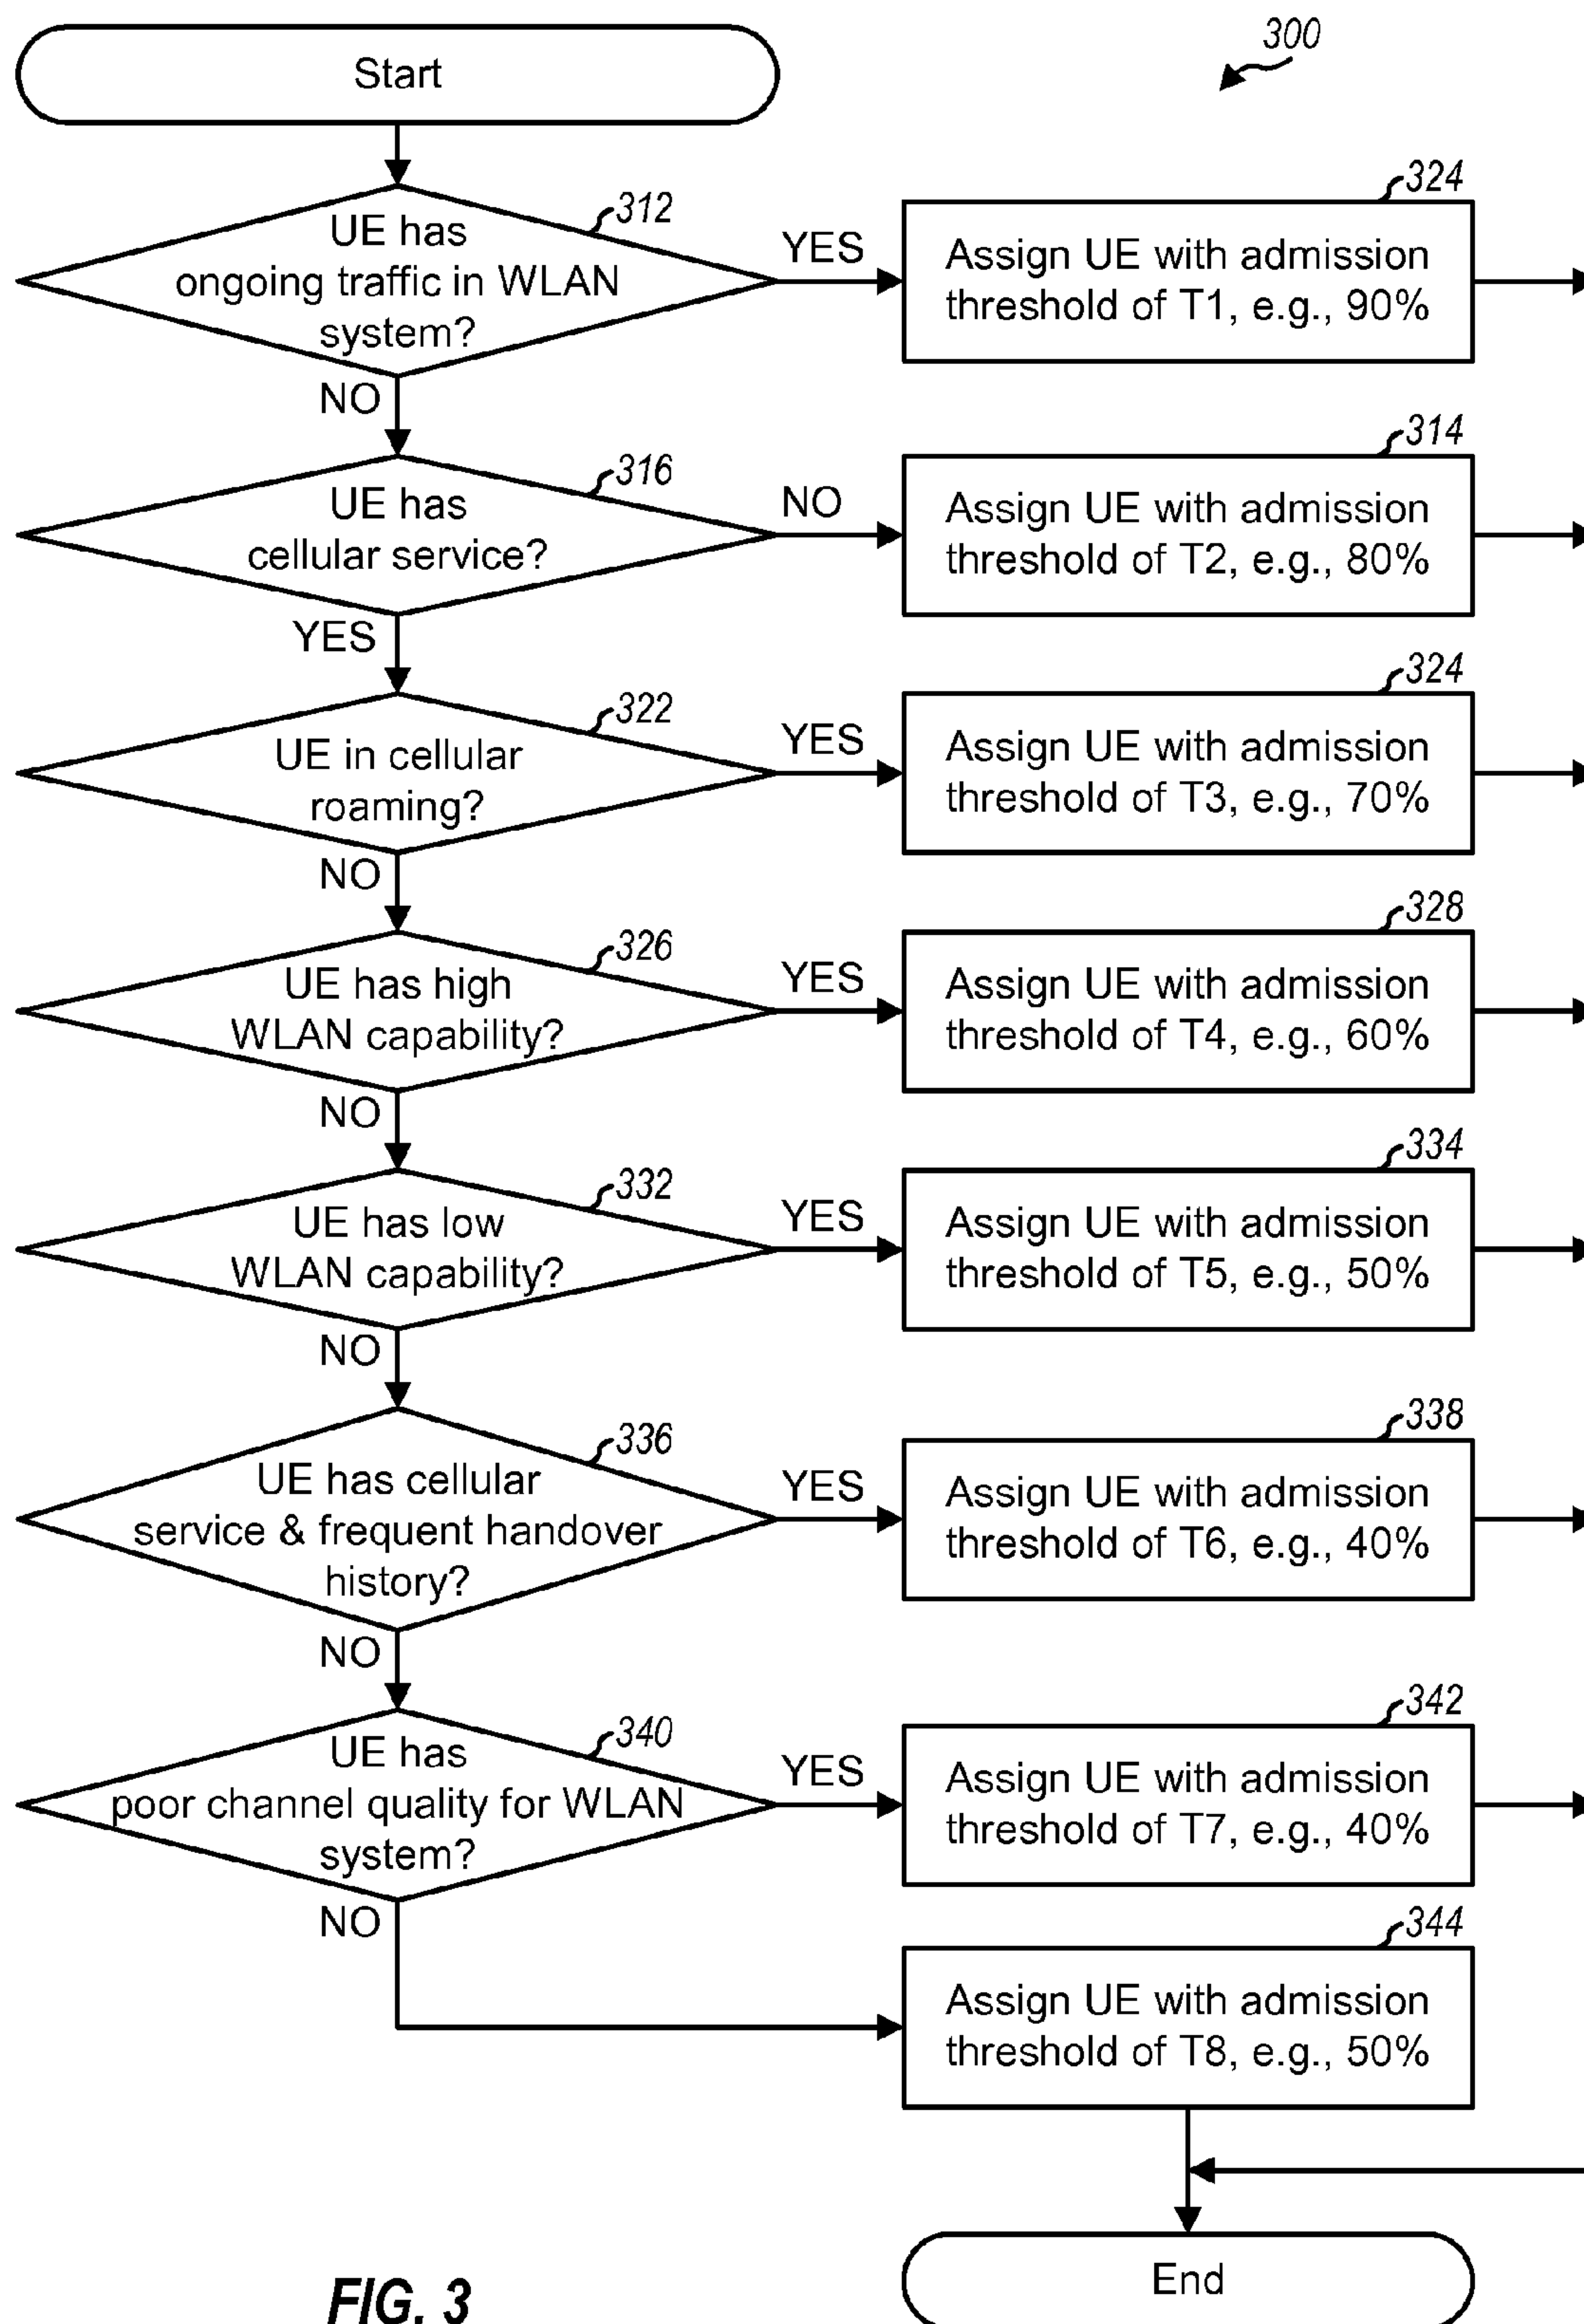 Start
300
UE has
ongoing traffic in WLAN
system?
312
YES
324
Assign UE with admission
threshold of T1, e.g., 90%
NO
UE has
cellular service?
316
NO
314
Assign UE with admission
threshold of T2, e.g., 80%
YES
UE in cellular
roaming?
322
YES
324
Assign UE with admission
threshold of T3, e.g., 70%
NO
UE has high
WLAN capability?
326
YES
328
Assign UE with admission
threshold of T4, e.g., 60%
NO
UE has low
WLAN capability?
332
YES
334
Assign UE with admission
threshold of T5, e.g., 50%
NO
UE has cellular
service & frequent handover
history?
336
YES
338
Assign UE with admission
threshold of T6, e.g., 40%
NO
UE has
poor channel quality for WLAN
system?
340
YES
342
Assign UE with admission
threshold of T7, e.g., 40%
NO
344
Assign UE with admission
threshold of T8, e.g., 50%
End
FIG. 3